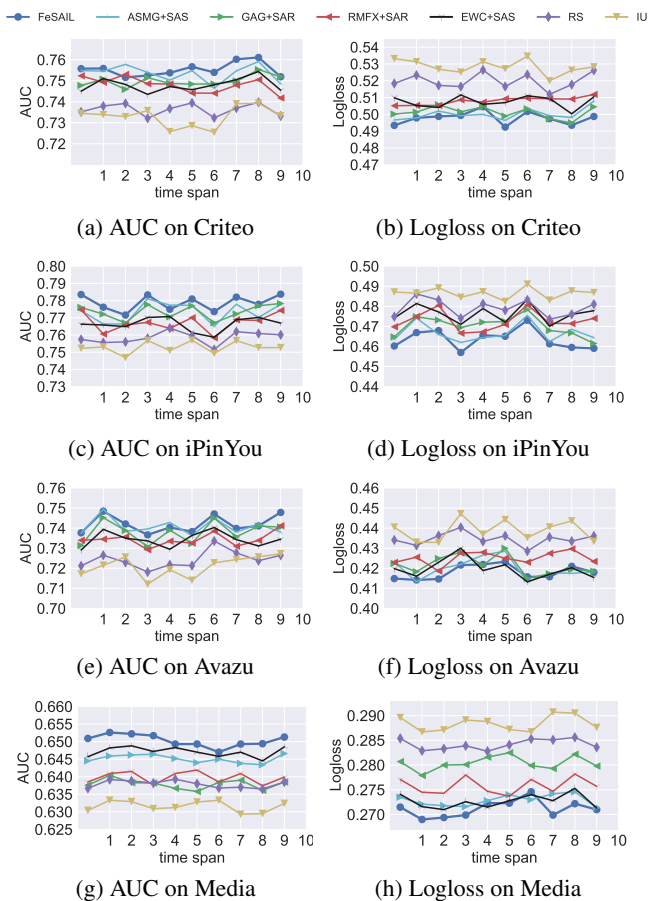 FeSAIL ASMG+SAS GAG+SAR RMFX+SAR EWC+SAS RS IU
0.76
0.75
0.74
0.73
0.72
AUC
1 2 3 4 5 6 7 8 9 10
time span
(a) AUC on Criteo
0.54
0.53
0.52
0.51
0.50
0.49
0.48
0.47
Logloss
1 2 3 4 5 6 7 8 9 10
time span
(b) Logloss on Criteo
0.80
0.79
0.78
0.77
0.76
0.75
0.74
0.73
AUC
1 2 3 4 5 6 7 8 9 10
time span
(c) AUC on iPinYou
0.50
0.48
0.46
0.44
Logloss
1 2 3 4 5 6 7 8 9 10
time span
(d) Logloss on iPinYou
0.76
0.75
0.74
0.73
0.72
0.71
0.70
AUC
1 2 3 4 5 6 7 8 9 10
time span
(e) AUC on Avazu
0.46
0.45
0.44
0.43
0.42
0.41
0.40
Logloss
1 2 3 4 5 6 7 8 9 10
time span
(f) Logloss on Avazu
0.660
0.655
0.650
0.645
0.640
0.635
0.630
0.625
AUC
1 2 3 4 5 6 7 8 9 10
time span
(g) AUC on Media
0.290
0.280
0.270
Logloss
1 2 3 4 5 6 7 8 9 10
time span
(h) Logloss on Media